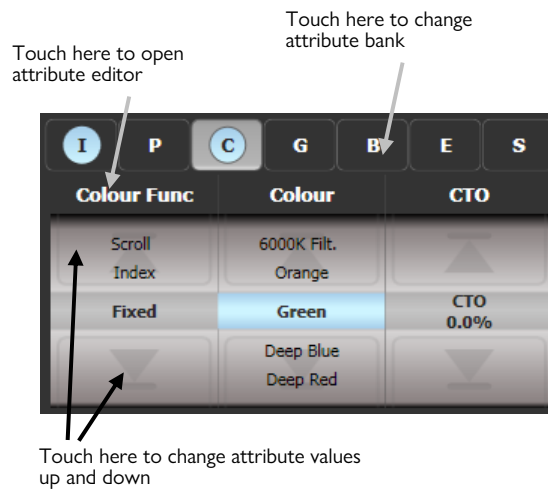 Touch here to change
attribute bank
Touch here to open
attribute editor
I P C G B E S
Colour Func Colour CTO
Scroll 6000K Filt.
Index Orange
Fixed Green CTO
0.0%
Deep Blue
Deep Red
Touch here to change attribute values
up and down